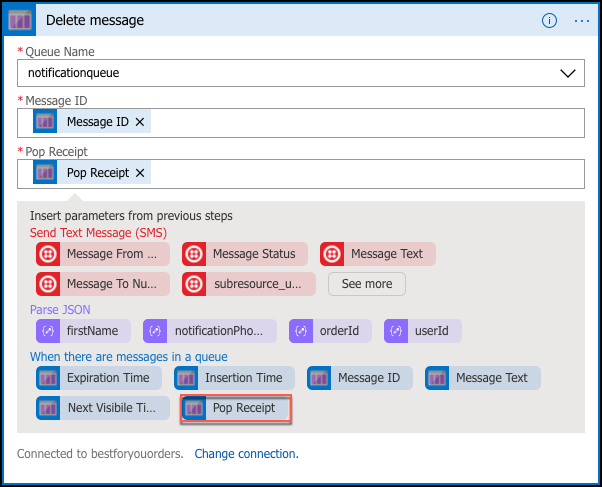 Delete message
* Queue Name
notificationqueue
* Message ID
Message ID ×
* Pop Receipt
Pop Receipt ×
Insert parameters from previous steps
Send Text Message (SMS)
Message From ... Message Status Message Text
Message To Nu... subresource_u... See more
Parse JSON
firstName notificationPho... orderId userId
When there are messages in a queue
Expiration Time Insertion Time Message ID Message Text
Next Visibile Ti... Pop Receipt
Connected to bestforyouorders. Change connection.